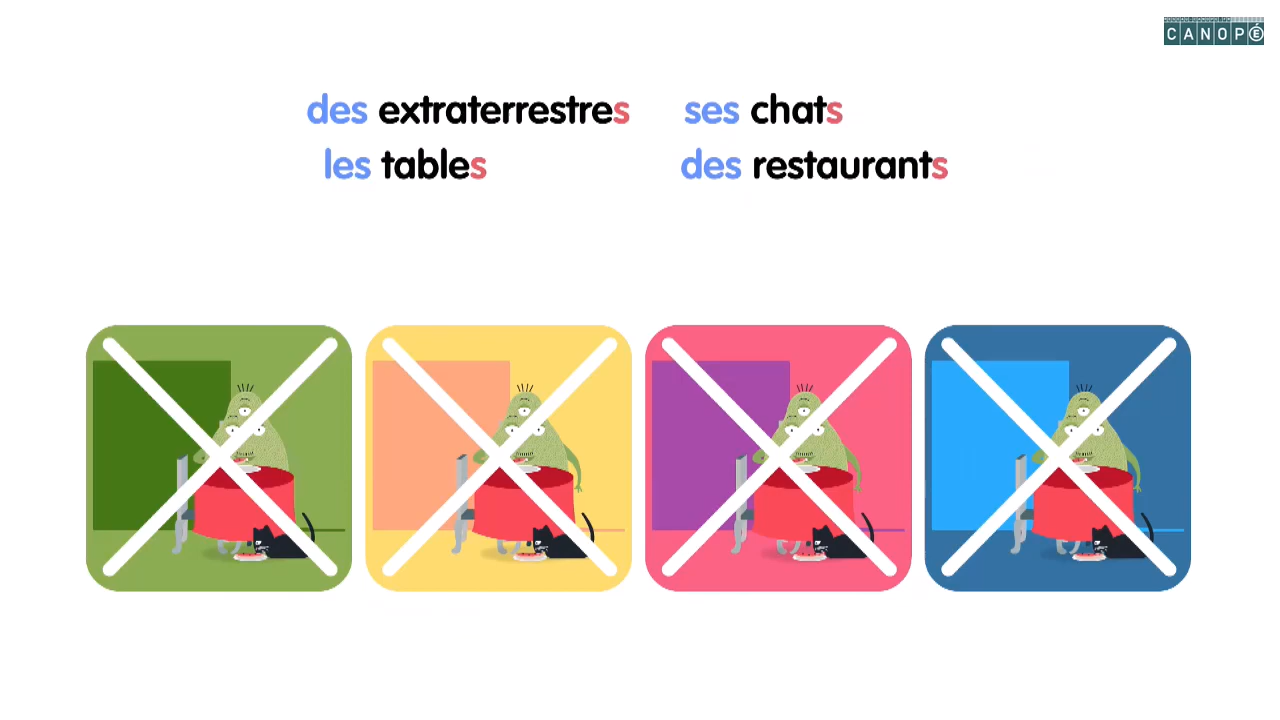 des extraterrestres ses chats
les tables des restaurants
CANOPÉ